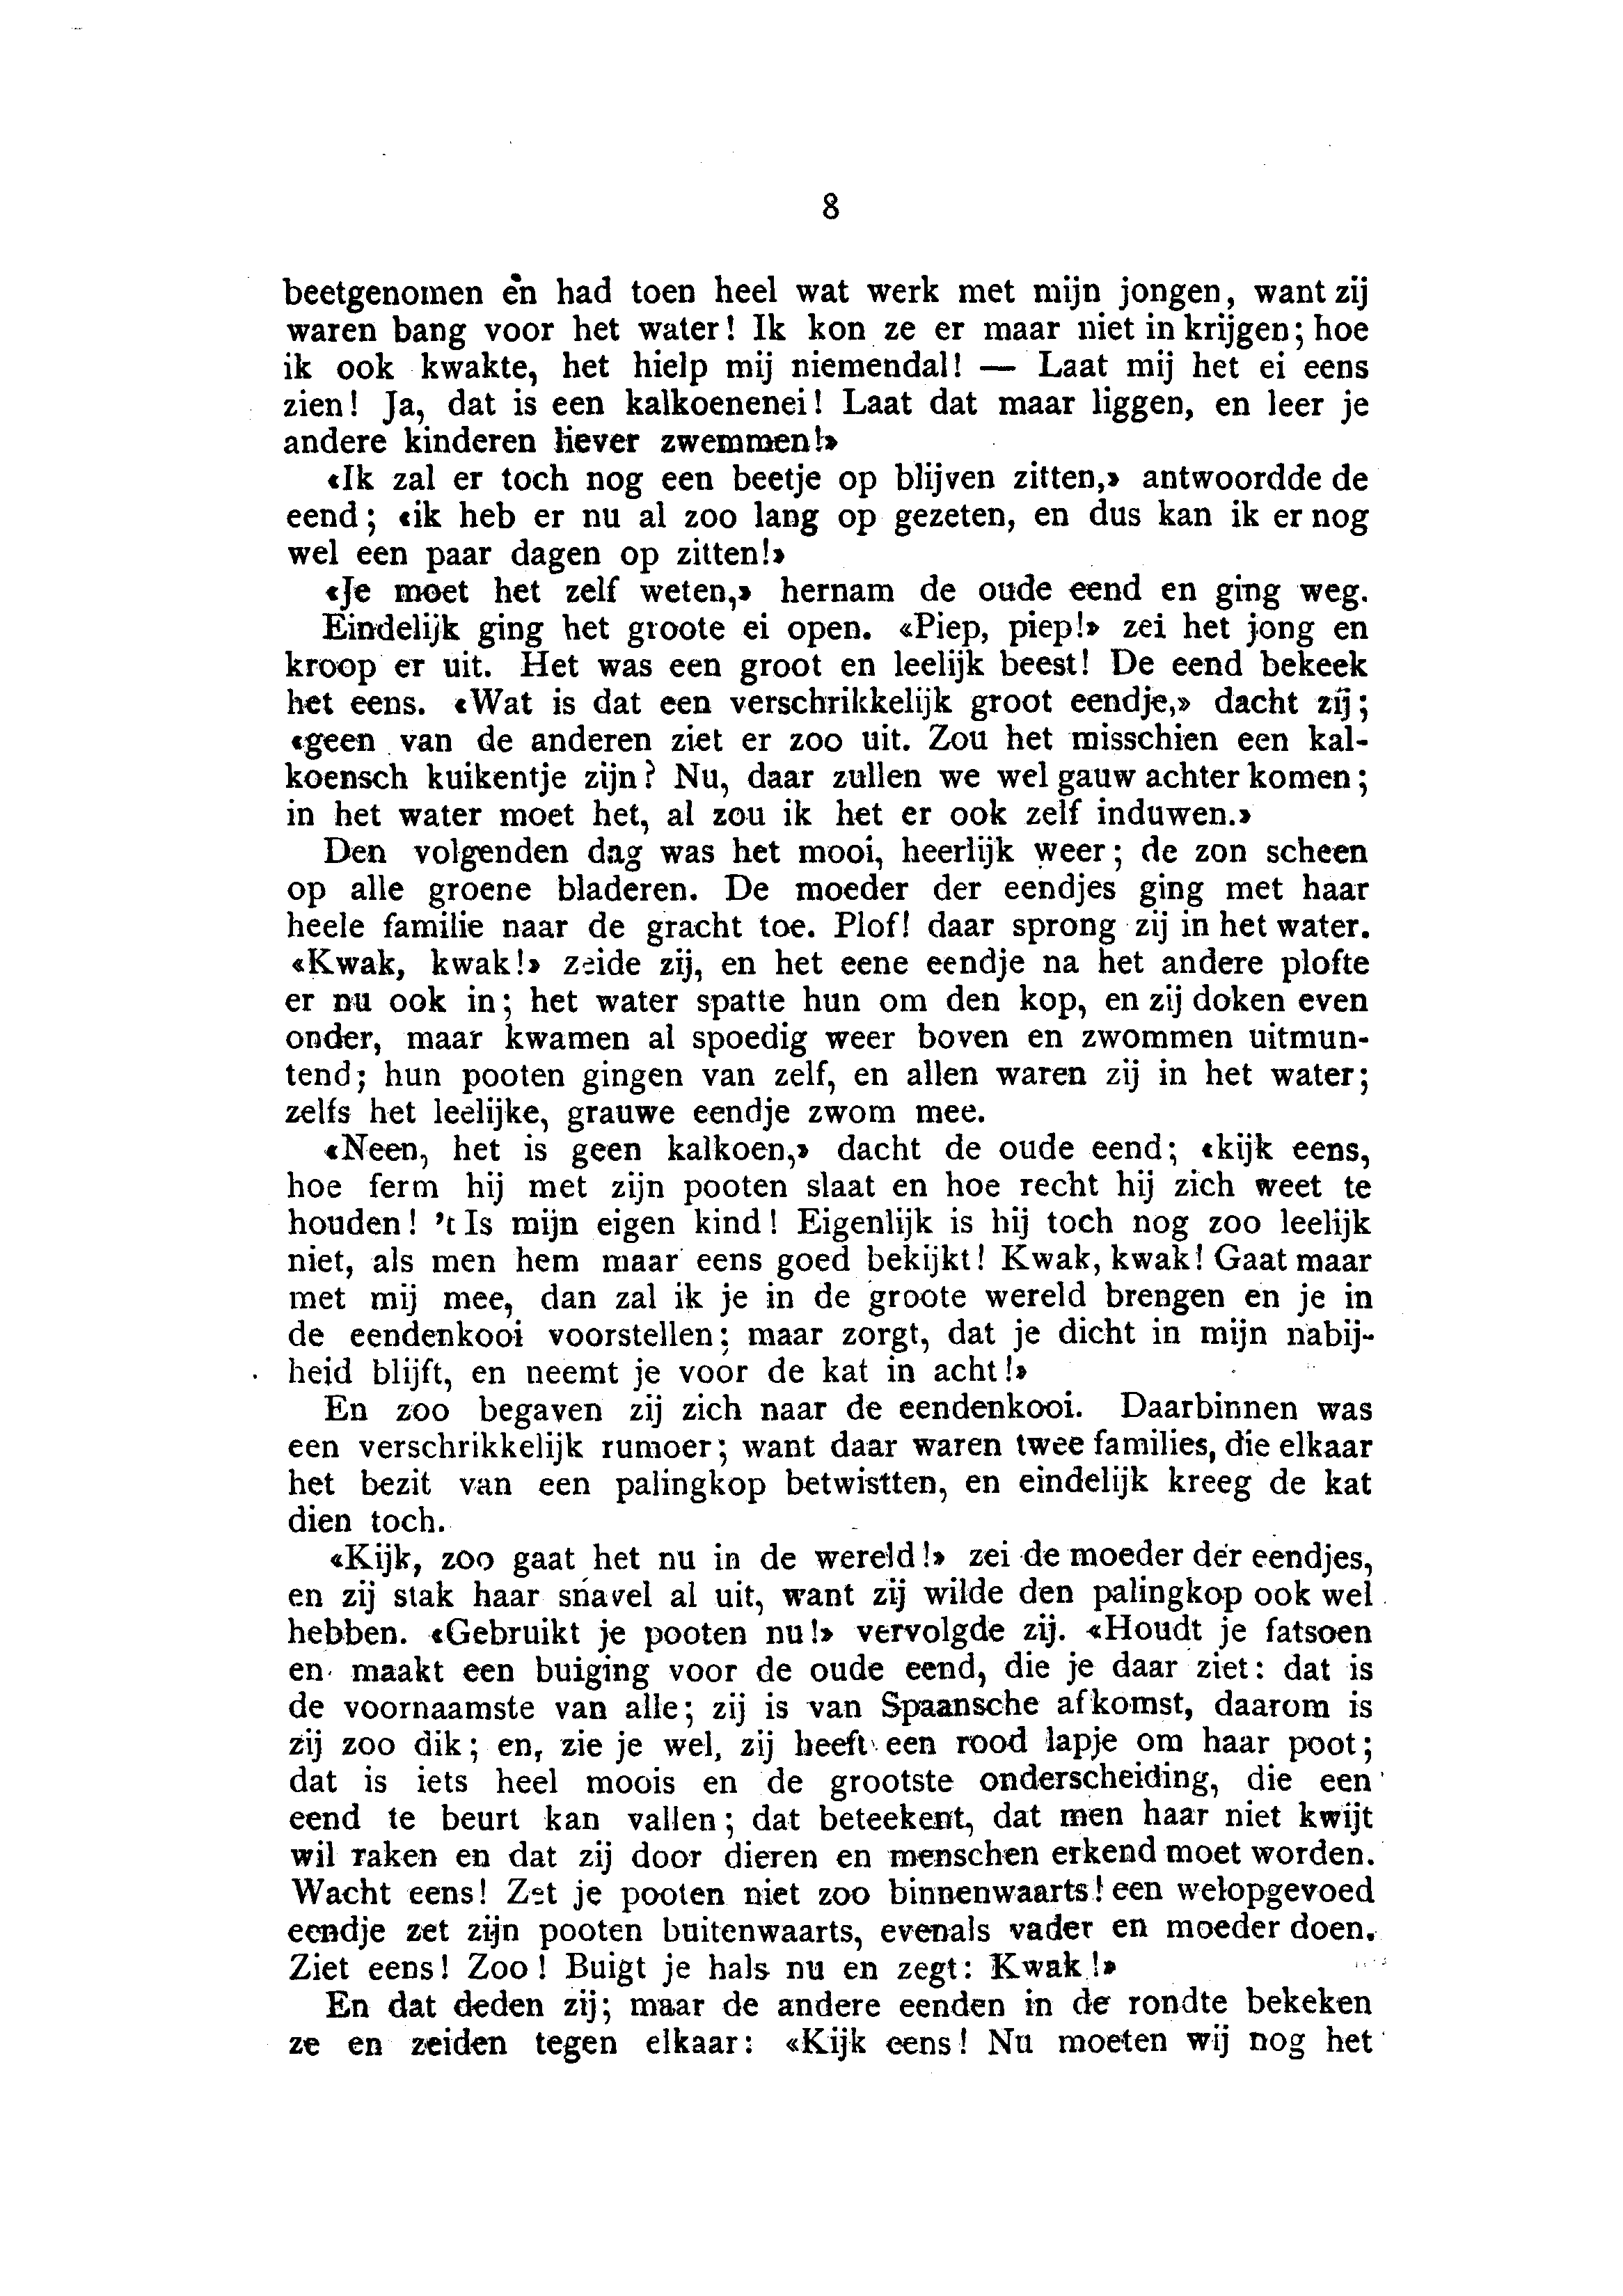 8
beetgenomen en had toen heel wat werk met mijn jongen, want zij
waren bang voor het water! Ik kon ze er maar niet in krijgen; hoe
ik ook kwakte, het hielp mij niemendal! — Laat mij het ei eens
zien! Ja, dat is een kalkoenenei! Laat dat maar liggen, en leer je
andere kinderen liever zwemmen!»
«Ik zal er toch nog een beetje op blijven zitten,» antwoordde de
eend; «ik heb er nu al zoo lang op gezeten, en dus kan ik er nog
wel een paar dagen op zitten!»
«Je moet het zelf weten,» hernam de oude eend en ging weg.
Eindelijk ging het groote ei open. «Piep, piep!» zei het jong en
kroop er uit. Het was een groot en leelijk beest! De eend bekeek
het eens. «Wat is dat een verschrikkelijk groot eendje,» dacht zij;
«geen van de anderen ziet er zoo uit. Zou het misschien een kal-
koensch kuikentje zijn? Nu, daar zullen we wel gauw achter komen;
in het water moet het, al zou ik het er ook zelf induwen.»
Den volgenden dag was het mooi, heerlijk weer; de zon scheen
op alle groene bladeren. De moeder der eendjes ging met haar
heele familie naar de gracht toe. Plof! daar sprong zij in het water.
«Kwak, kwak!» zeide zij, en het eene eendje na het andere plofte
er nu ook in; het water spatte hun om den kop, en zij doken even
onder, maar kwamen al spoedig weer boven en zwommen uitmun-
tend; hun pooten gingen van zelf, en allen waren zij in het water;
zelfs het leelijke, grauwe eendje zwom mee.
«Neen, het is geen kalkoen,» dacht de oude eend; «kijk eens,
hoe ferm hij met zijn pooten slaat en hoe recht hij zich weet te
houden! 't Is mijn eigen kind! Eigenlijk is hij toch nog zoo leelijk
niet, als men hem maar eens goed bekijkt! Kwak, kwak! Gaat maar
met mij mee, dan zal ik je in de groote wereld brengen en je in
de eendenkooi voorstellen; maar zorgt, dat je dicht in mijn nabij-
heid blijft, en neemt je voor de kat in acht!»
En zoo begaven zij zich naar de eendenkooi. Daarbinnen was
een verschrikkelijk rumoer; want daar waren twee families, die elkaar
het bezit van een palingkop betwistten, en eindelijk kreeg de kat
dien toch.
«Kijk, zoo gaat het nu in de wereld!» zei de moeder der eendjes,
en zij stak haar snavel al uit, want zij wilde den palingkop ook wel
hebben. «Gebruikt je pooten nu!» vervolgde zij. «Houdt je fatsoen
en maakt een buiging voor de oude eend, die je daar ziet: dat is
de voornaamste van alle; zij is van Spaansche afkomst, daarom is
zij zoo dik; en, zie je wel, zij heeft een rood lapje om haar poot;
dat is iets heel moois en de grootste onderscheiding, die een
eend te beurt kan vallen; dat beteekent, dat men haar niet kwijt
wil raken en dat zij door dieren en menschen erkend moet worden.
Wacht eens! Zet je pooten niet zoo binnenwaarts! een welopgevoed
eendje zet zijn pooten buitenwaarts, evenals vader en moeder doen.
Ziet eens! Zoo! Buigt je hals nu en zegt: Kwak!»
En dat deden zij; maar de andere eenden in de rondte bekeken
ze en zeiden tegen elkaar: «Kijk eens! Nu moeten wij nog het